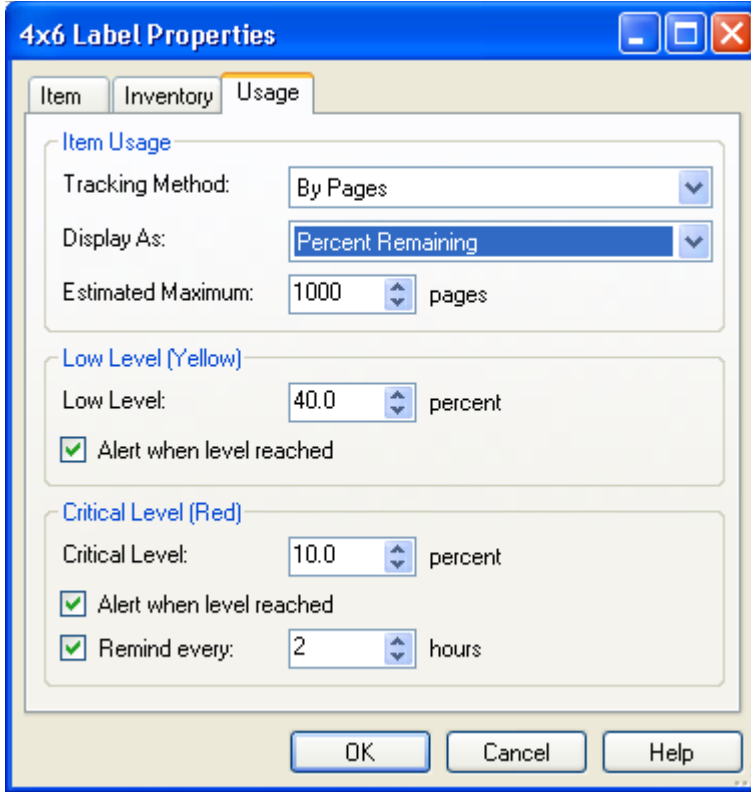 4x6 Label Properties
Item Inventory Usage
Item Usage
Tracking Method: By Pages
Display As: Percent Remaining
Estimated Maximum: 1000 pages
Low Level (Yellow)
Low Level: 40.0 percent
Alert when level reached
Critical Level (Red)
Critical Level: 10.0 percent
Alert when level reached
Remind every: 2 hours
OK Cancel Help